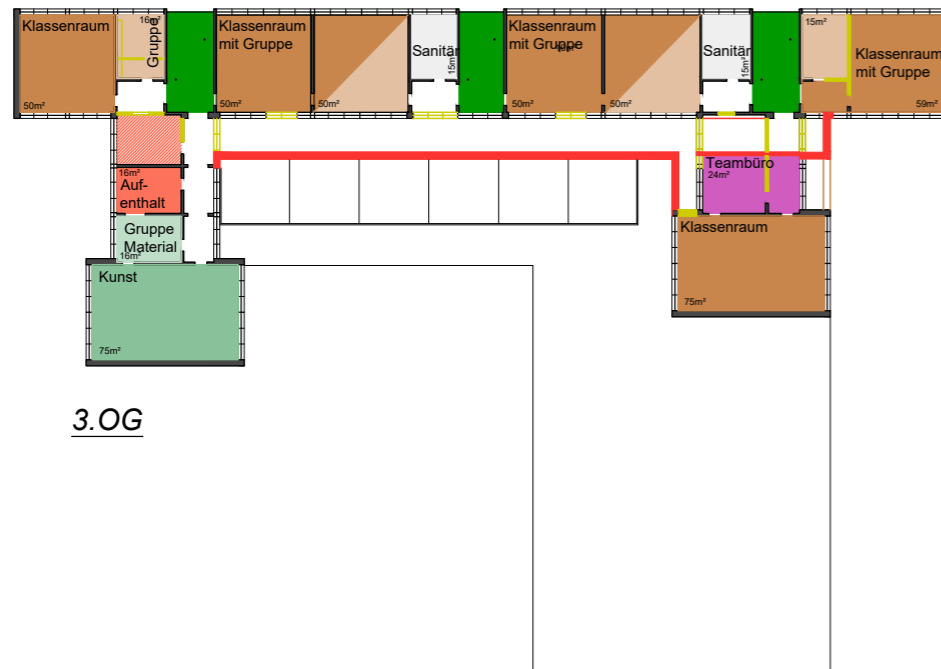 Klassenraum
50m²
16m²
Gruppe
Klassenraum
mit Gruppe
50m²
50m²
Sanitär
15m²
Klassenraum
mit Gruppe
50m²
50m²
Sanitär
15m²
15m²
Klassenraum
mit Gruppe
59m²
16m²
Auf-
enthalt
Gruppe
Material
16m²
Kunst
75m²
Teambüro
24m²
Klassenraum
75m²
3.OG